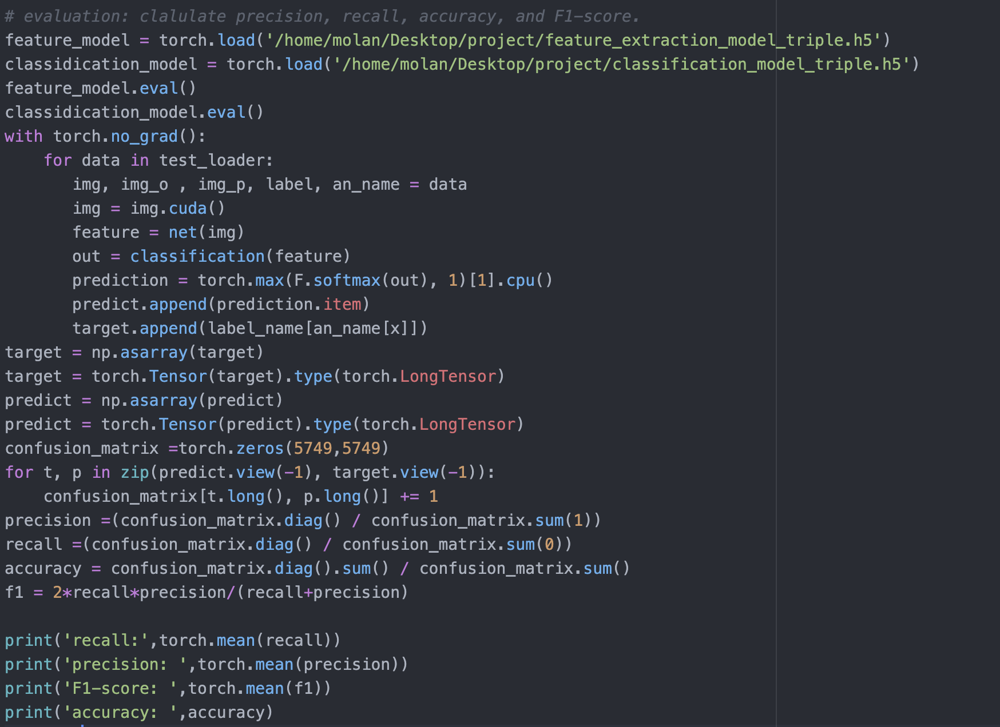 # evaluation: clalulate precision, recall, accuracy, and F1-score.
feature_model = torch.load('/home/molan/Desktop/project/feature_extraction_model_triple.h5')
classidication_model = torch.load('/home/molan/Desktop/project/classification_model_triple.h5')
feature_model.eval()
classidication_model.eval()
with torch.no_grad():
    for data in test_loader:
       img, img_o , img_p, label, an_name = data
       img = img.cuda()
       feature = net(img)
       out = classification(feature)
       prediction = torch.max(F.softmax(out), 1)[1].cpu()
       predict.append(prediction.item)
       target.append(label_name[an_name[x]])
target = np.asarray(target)
target = torch.Tensor(target).type(torch.LongTensor)
predict = np.asarray(predict)
predict = torch.Tensor(predict).type(torch.LongTensor)
confusion_matrix =torch.zeros(5749,5749)
for t, p in zip(predict.view(-1), target.view(-1)):
    confusion_matrix[t.long(), p.long()] += 1
precision =(confusion_matrix.diag() / confusion_matrix.sum(1))
recall =(confusion_matrix.diag() / confusion_matrix.sum(0))
accuracy = confusion_matrix.diag().sum() / confusion_matrix.sum()
f1 = 2*recall*precision/(recall+precision)

print('recall:',torch.mean(recall))
print('precision: ',torch.mean(precision))
print('F1-score: ',torch.mean(f1))
print('accuracy: ',accuracy)